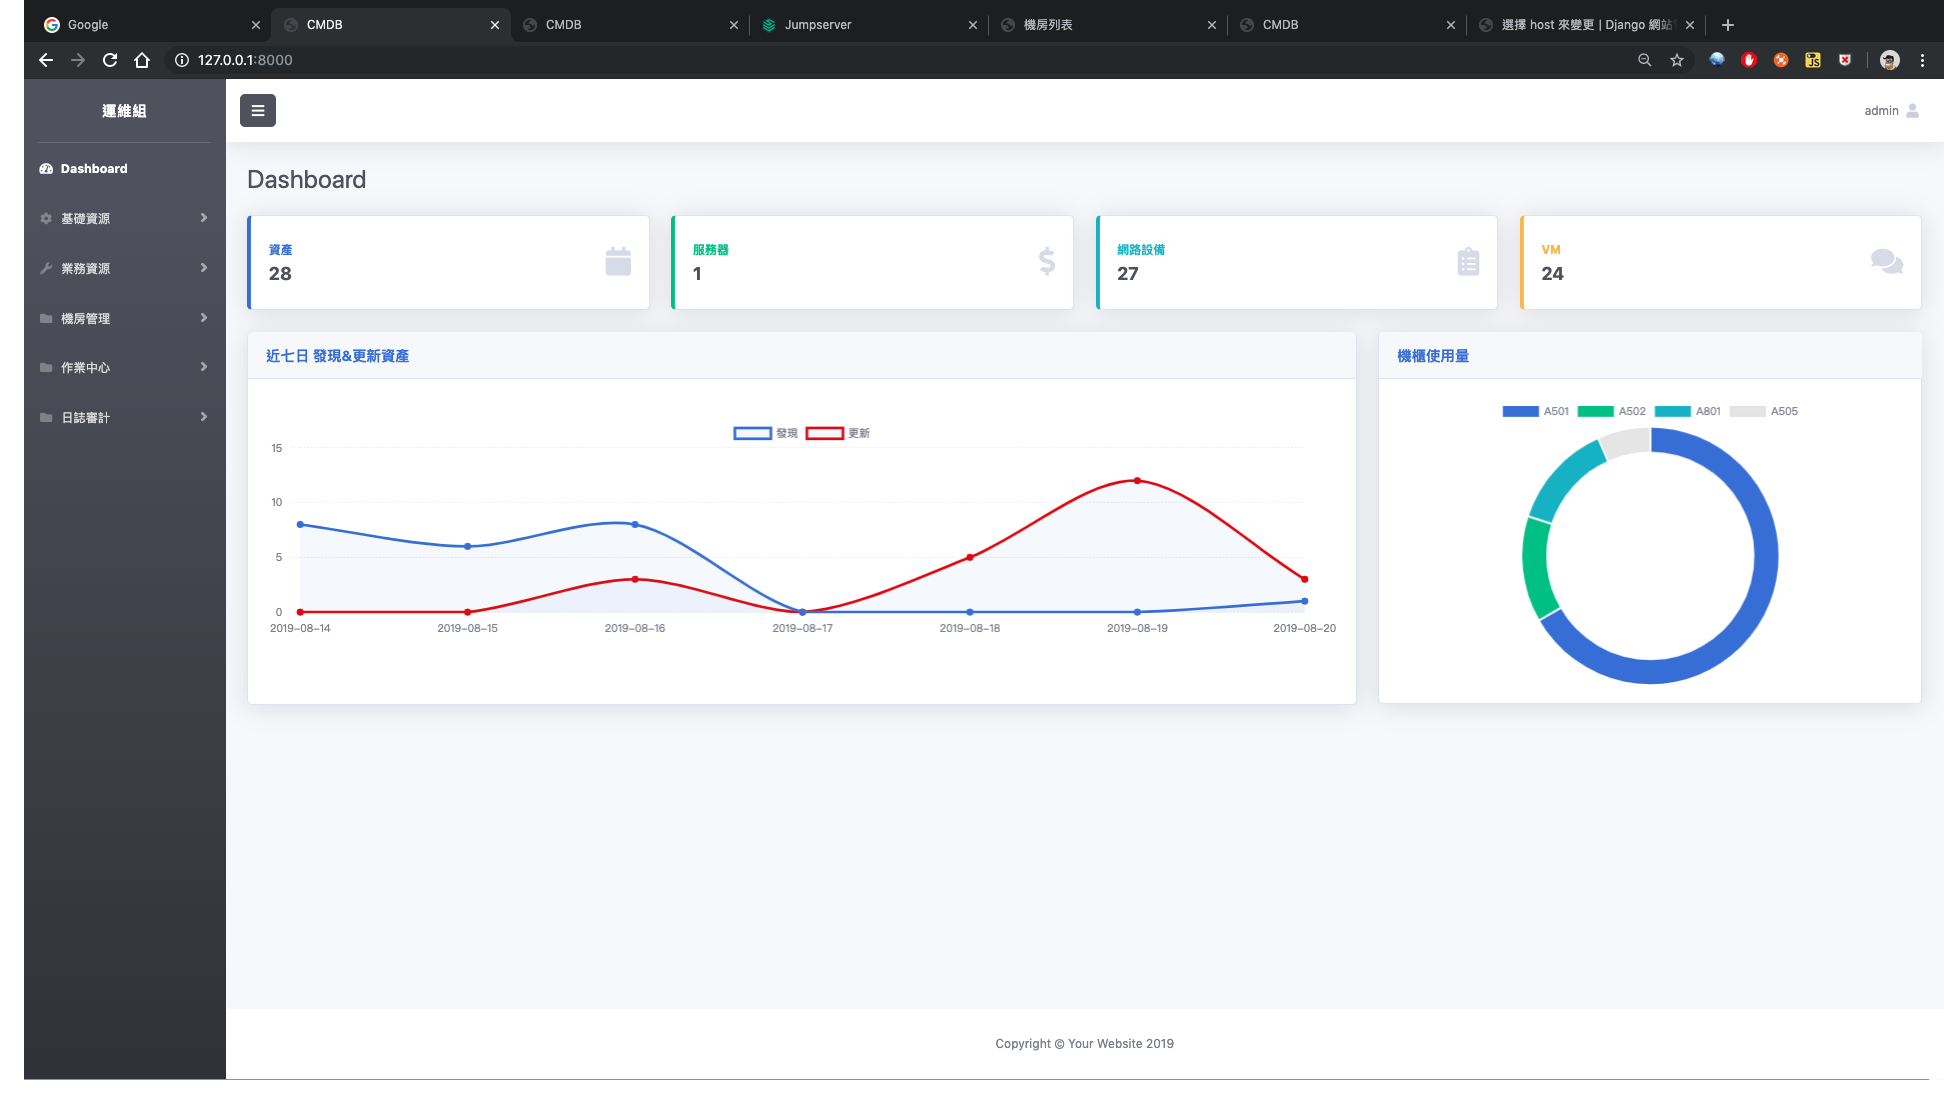 Google
CMDB
CMDB
Jumpserver
機房列表
CMDB
選擇 host 來變更 | Django 網站
127.0.0.1:8000
JS
運維組
admin
Dashboard
基礎資源
業務資源
機房管理
作業中心
日誌審計
Dashboard
資產
28
服務器
1
網路設備
27
VM
24
近七日 發現&更新資產
發現 更新
15
10
5
0
2019-08-14 2019-08-15 2019-08-16 2019-08-17 2019-08-18 2019-08-19 2019-08-20
機櫃使用量
A501 A502 A801 A505
Copyright © Your Website 2019